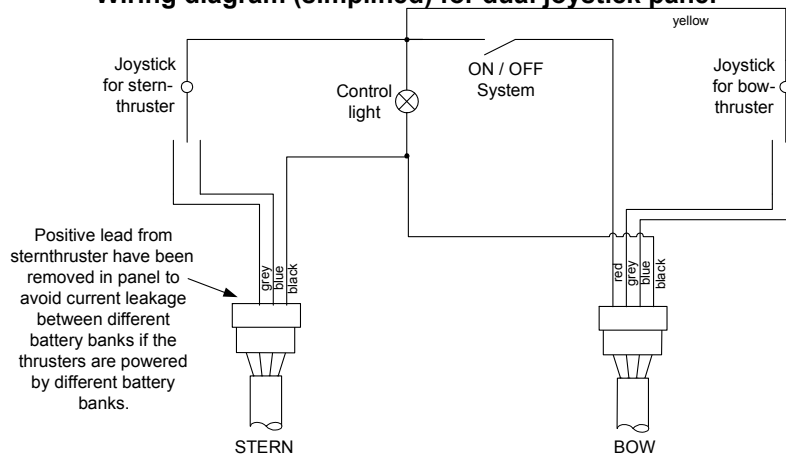 Wiring diagram (simplified) for dual joystick panel
yellow
Joystick
for stern-
thruster
Control
light
ON / OFF
System
Joystick
for bow-
thruster
Positive lead from
sternthruster have been
removed in panel to
avoid current leakage
between different
battery banks if the
thrusters are powered
by different battery
banks.
grey
blue
black
red
grey
blue
black
STERN
BOW